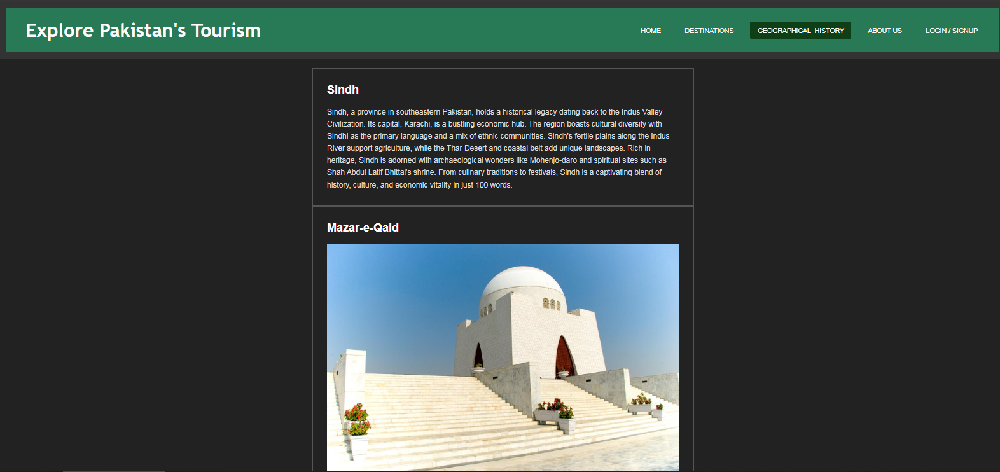 Explore Pakistan's Tourism
HOME DESTINATIONS GEOGRAPHICAL_HISTORY ABOUT US LOGIN / SIGNUP
Sindh
Sindh, a province in southeastern Pakistan, holds a historical legacy dating back to the Indus Valley
Civilization. Its capital, Karachi, is a bustling economic hub. The region boasts cultural diversity with
Sindhi as the primary language and a mix of ethnic communities. Sindh's fertile plains along the Indus
River support agriculture, while the Thar Desert and coastal belt add unique landscapes. Rich in
heritage, Sindh is adorned with archaeological wonders like Mohenjo-daro and spiritual sites such as
Shah Abdul Latif Bhittai's shrine. From culinary traditions to festivals, Sindh is a captivating blend of
history, culture, and economic vitality in just 100 words.
Mazar-e-Qaid